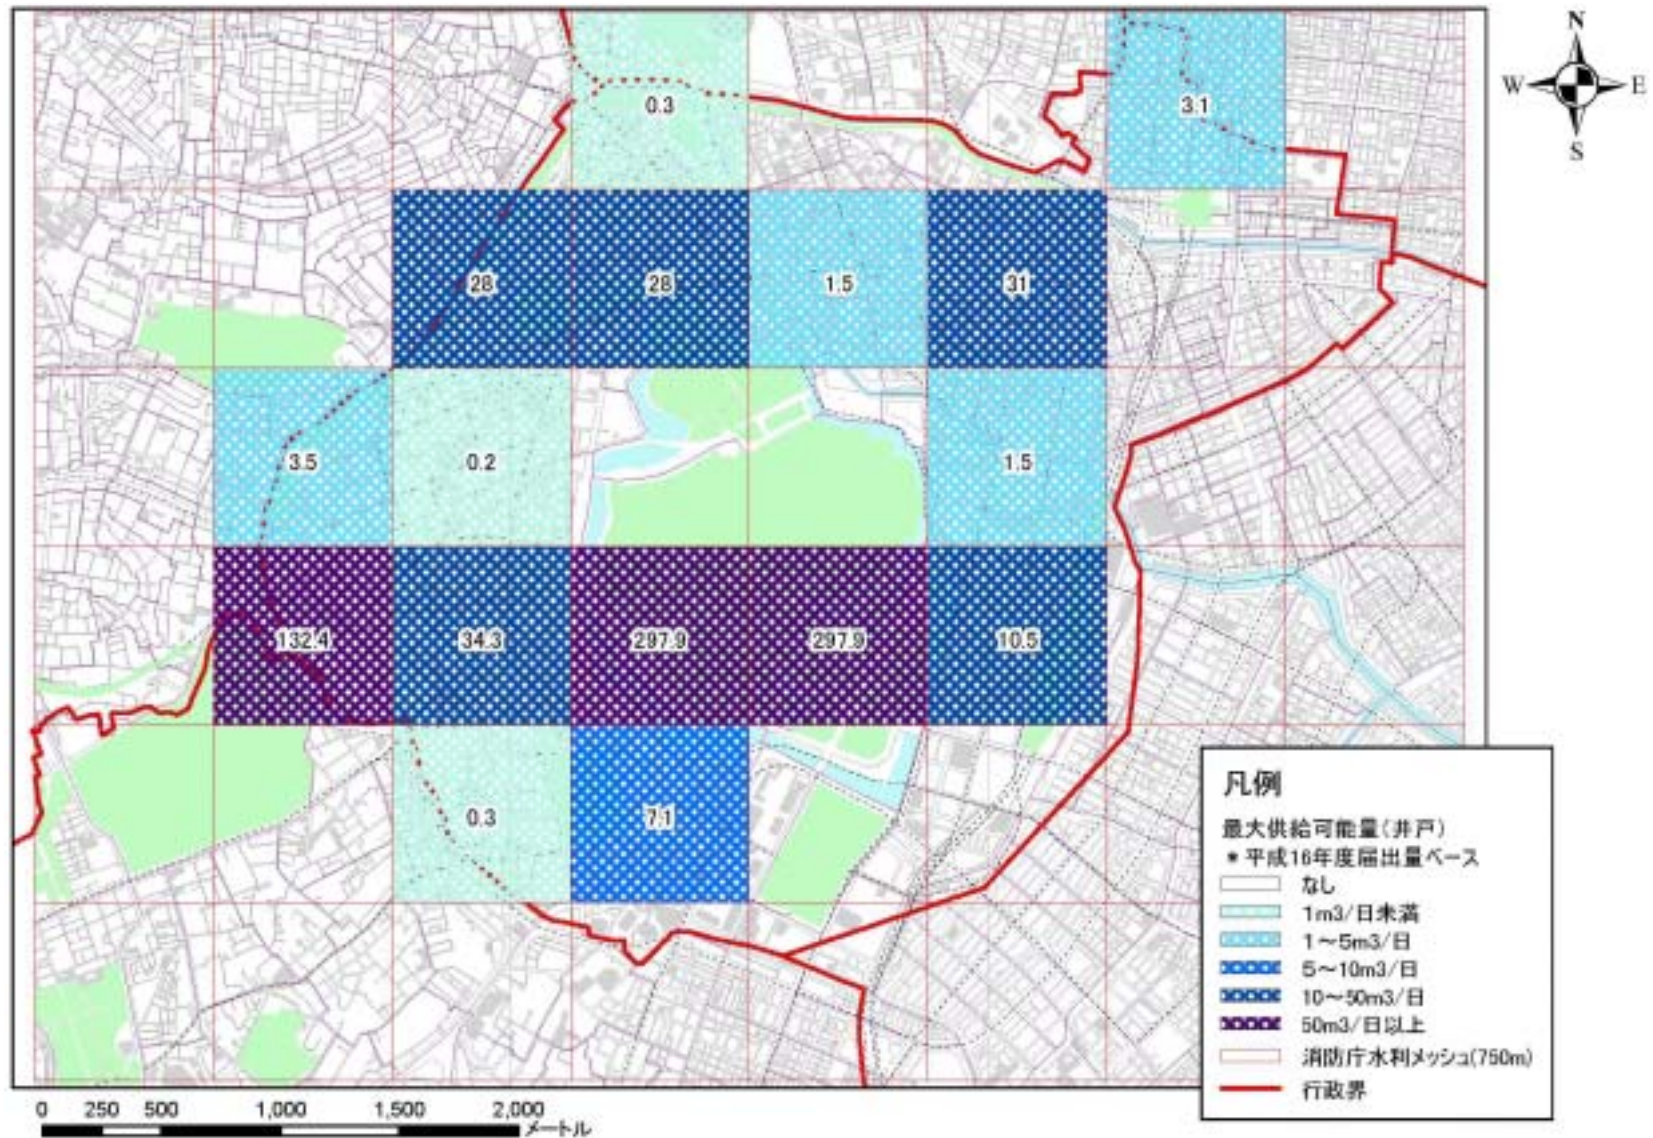 N
W E
S
0.3
3.1
28
28
1.5
31
3.5
0.2
1.5
132.4
34.3
297.9
297.9
10.5
0.3
7.1
凡例
最大供給可能量(井戸)
＊平成16年度届出量ベース
なし
1m3/日未満
1～5m3/日
5～10m3/日
10～50m3/日
50m3/日以上
消防庁水利メッシュ(750m)
行政界
0 250 500 1,000 1,500 2,000
メートル